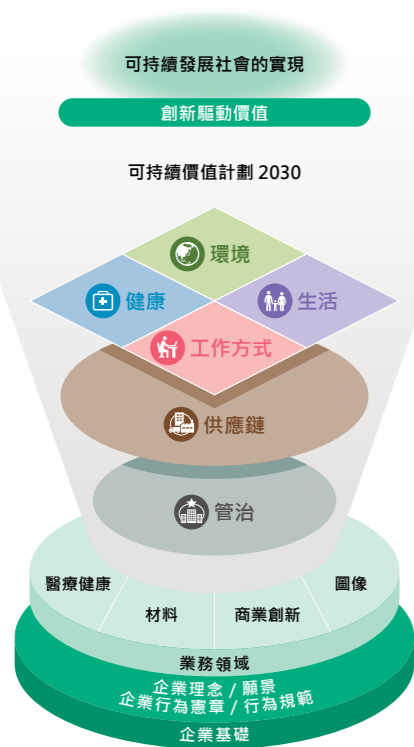 可持續發展社會的實現
創新驅動價值
可持續價值計劃 2030
環境
健康
生活
工作方式
供應鏈
管治
醫療健康
材料
商業創新
圖像
業務領域
企業理念 / 願景
企業行為憲章 / 行為規範
企業基礎